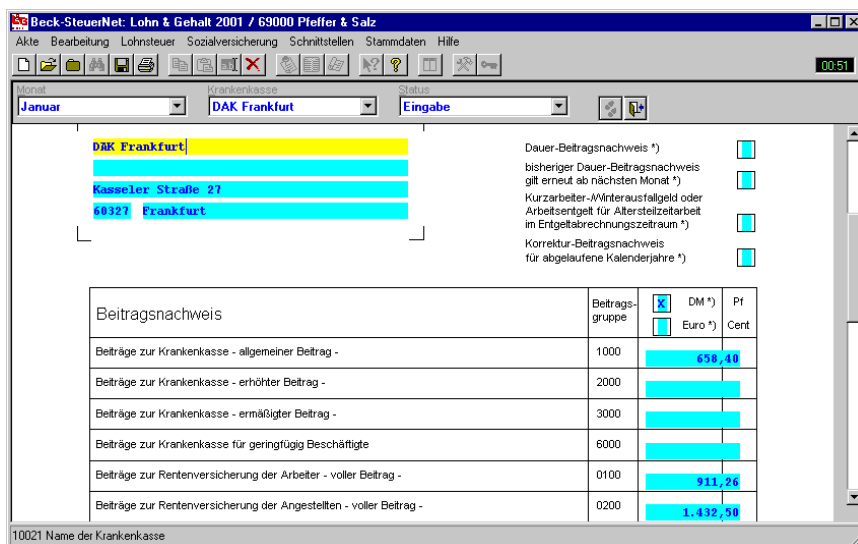 Beck-SteuerNet: Lohn & Gehalt 2001 / 69000 Pfeffer & Salz
Akte Bearbeitung Lohnsteuer Sozialversicherung Schnittstellen Stammdaten Hilfe
00:51
Monat Krankenkasse Status
Januar DAK Frankfurt Eingabe
DAK Frankfurt
Kasseler Straße 27
60327 Frankfurt
Dauer-Beitragsnachweis *)
bisheriger Dauer-Beitragsnachweis
gilt erneut ab nächsten Monat *)
Kurzarbeiter-/Winterausfallgeld oder
Arbeitsentgelt für Altersteilzeitarbeit
im Entgeltabrechnungszeitraum *)
Korrektur-Beitragsnachweis
für abgelaufene Kalenderjahre *)
Beitragsnachweis
Beitrags-
gruppe
X DM *) Pf
Euro *) Cent
Beiträge zur Krankenkasse - allgemeiner Beitrag - 1000 658,40
Beiträge zur Krankenkasse - erhöhter Beitrag - 2000
Beiträge zur Krankenkasse - ermäßigter Beitrag - 3000
Beiträge zur Krankenkasse für geringfügig Beschäftigte 6000
Beiträge zur Rentenversicherung der Arbeiter - voller Beitrag - 0100 911,26
Beiträge zur Rentenversicherung der Angestellten - voller Beitrag - 0200 1.432,50
10021 Name der Krankenkasse